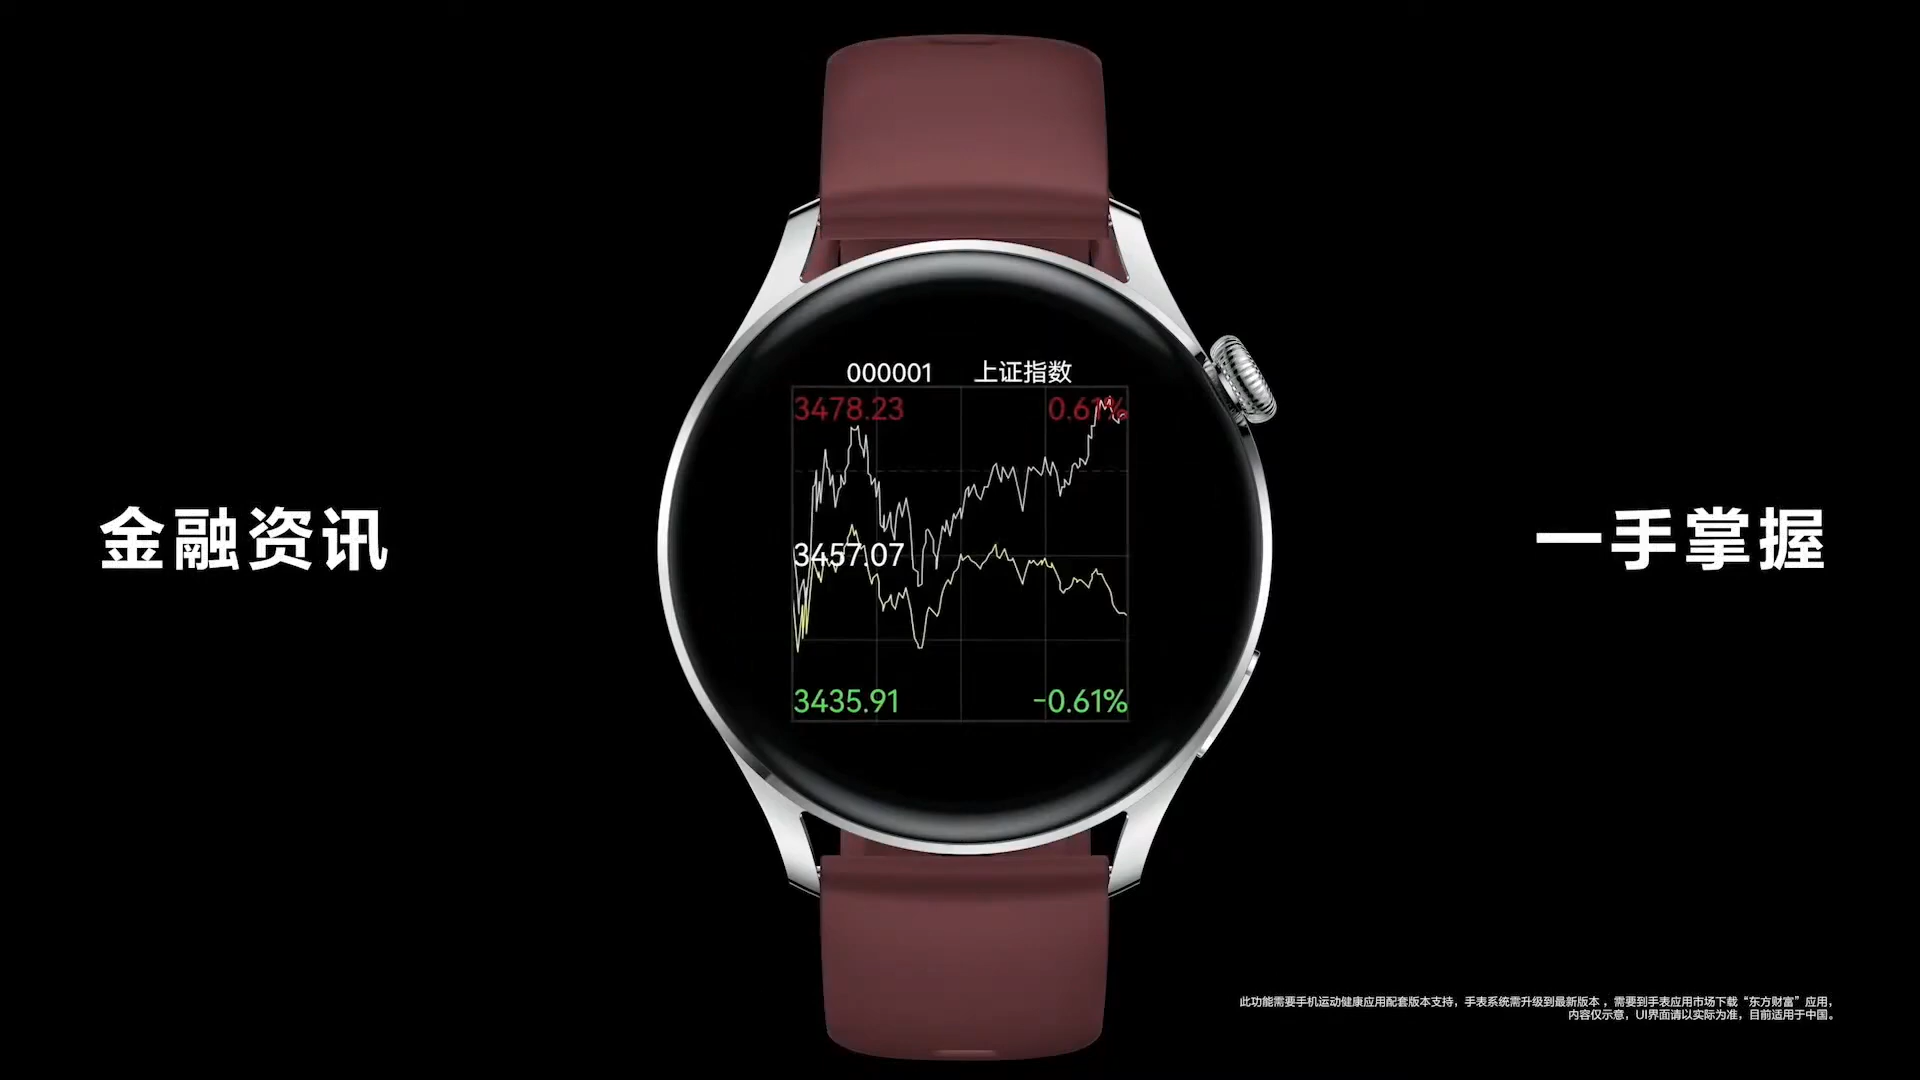 000001 上证指数
3478.23 0.61%
金融资讯 一手掌握
3457.07
3435.91 -0.61%
此功能需要手机运动健康应用配套版本支持，手表系统需升级到最新版本，需要到手表应用市场下载“东方财富”应用，
内容仅示意，UI界面请以实际为准，目前适用于中国。